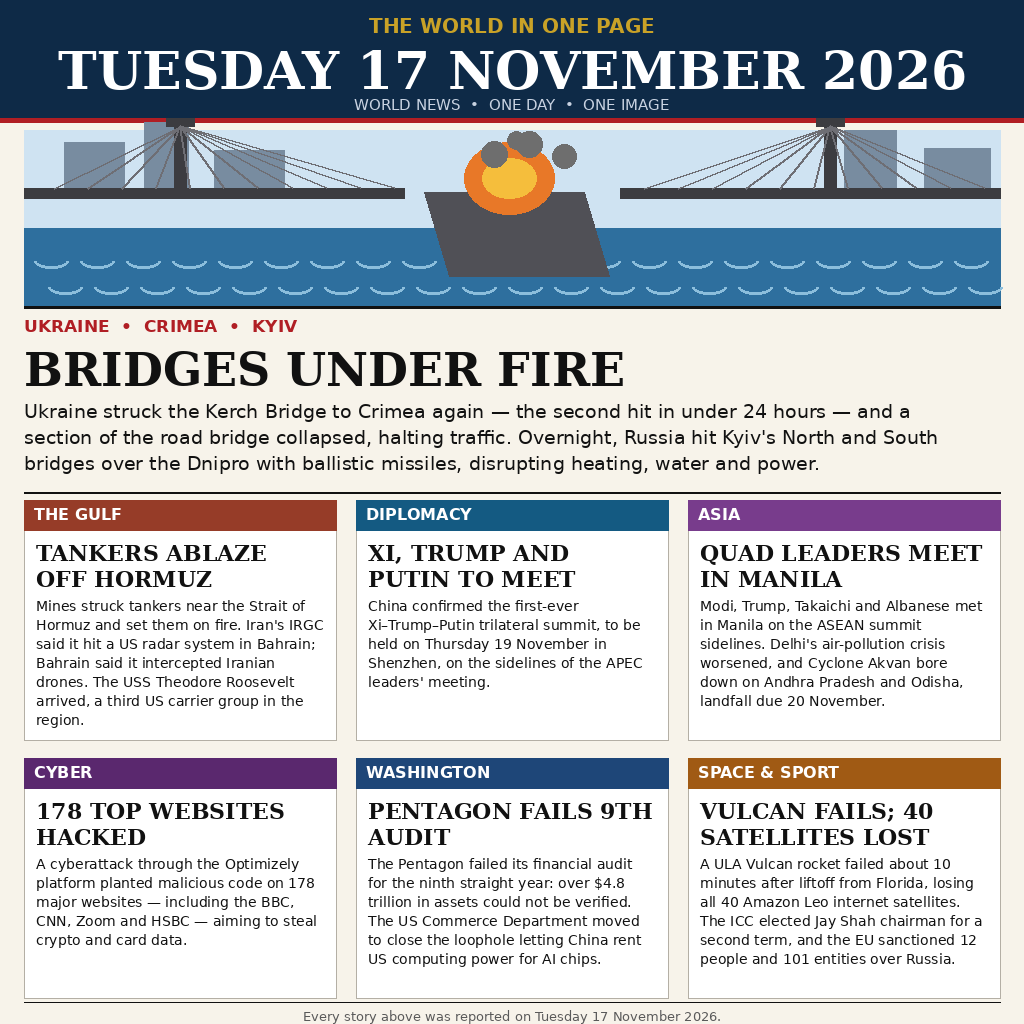 THE WORLD IN ONE PAGE
TUESDAY 17 NOVEMBER 2026
WORLD NEWS • ONE DAY • ONE IMAGE
UKRAINE • CRIMEA • KYIV
BRIDGES UNDER FIRE
Ukraine struck the Kerch Bridge to Crimea again — the second hit in under 24 hours — and a
section of the road bridge collapsed, halting traffic. Overnight, Russia hit Kyiv's North and South
bridges over the Dnipro with ballistic missiles, disrupting heating, water and power.
THE GULF
TANKERS ABLAZE
OFF HORMUZ
Mines struck tankers near the Strait of
Hormuz and set them on fire. Iran's IRGC
said it hit a US radar system in Bahrain;
Bahrain said it intercepted Iranian
drones. The USS Theodore Roosevelt
arrived, a third US carrier group in the
region.
DIPLOMACY
XI, TRUMP AND
PUTIN TO MEET
China confirmed the first-ever
Xi–Trump–Putin trilateral summit, to be
held on Thursday 19 November in
Shenzhen, on the sidelines of the APEC
leaders' meeting.
ASIA
QUAD LEADERS MEET
IN MANILA
Modi, Trump, Takaichi and Albanese met
in Manila on the ASEAN summit
sidelines. Delhi's air-pollution crisis
worsened, and Cyclone Akvan bore
down on Andhra Pradesh and Odisha,
landfall due 20 November.
CYBER
178 TOP WEBSITES
HACKED
A cyberattack through the Optimizely
platform planted malicious code on 178
major websites — including the BBC,
CNN, Zoom and HSBC — aiming to steal
crypto and card data.
WASHINGTON
PENTAGON FAILS 9TH
AUDIT
The Pentagon failed its financial audit
for the ninth straight year: over $4.8
trillion in assets could not be verified.
The US Commerce Department moved
to close the loophole letting China rent
US computing power for AI chips.
SPACE & SPORT
VULCAN FAILS; 40
SATELLITES LOST
A ULA Vulcan rocket failed about 10
minutes after liftoff from Florida, losing
all 40 Amazon Leo internet satellites.
The ICC elected Jay Shah chairman for a
second term, and the EU sanctioned 12
people and 101 entities over Russia.
Every story above was reported on Tuesday 17 November 2026.